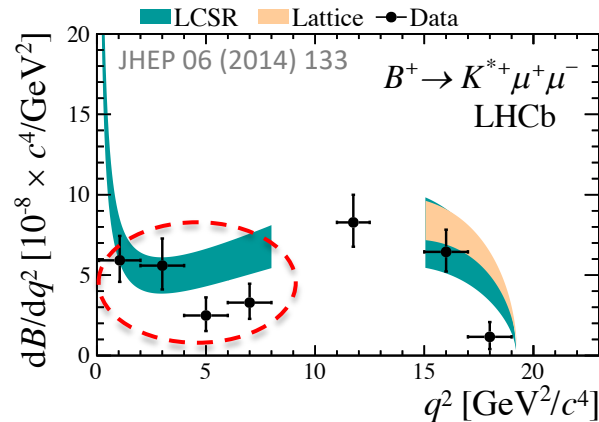 LCSR Lattice Data
JHEP 06 (2014) 133
B⁺ → K*⁺μ⁺μ⁻
LHCb
dB/dq² [10⁻⁸ × c⁴/GeV²]
20
15
10
5
0
0 5 10 15 20
q² [GeV²/c⁴]